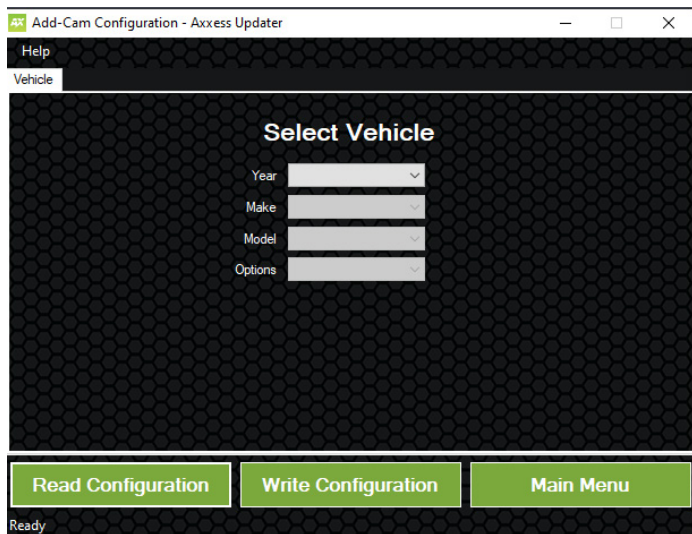 AX Add-Cam Configuration - Axxess Updater
Help
Vehicle
Select Vehicle
Year
Make
Model
Options
Read Configuration Write Configuration Main Menu
Ready